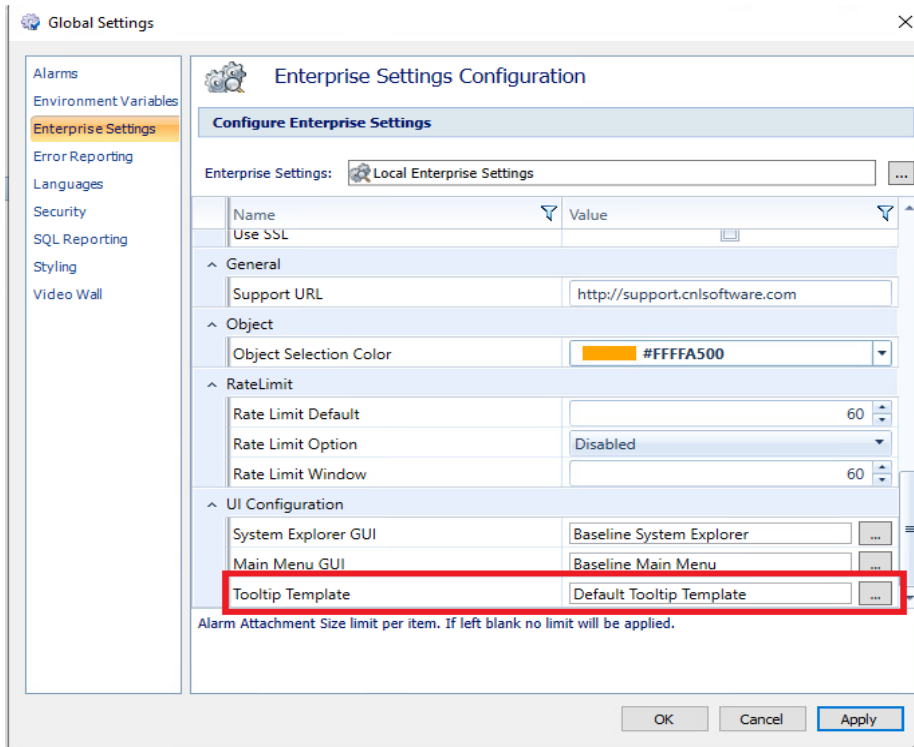 Global Settings
Alarms
Environment Variables
Enterprise Settings
Error Reporting
Languages
Security
SQL Reporting
Styling
Video Wall
Enterprise Settings Configuration
Configure Enterprise Settings
Enterprise Settings: Local Enterprise Settings ...
Name Value
Use SSL
General
Support URL http://support.cnlsoftware.com
Object
Object Selection Color #FFFFA500
RateLimit
Rate Limit Default 60
Rate Limit Option Disabled
Rate Limit Window 60
UI Configuration
System Explorer GUI Baseline System Explorer ...
Main Menu GUI Baseline Main Menu ...
Tooltip Template Default Tooltip Template ...
Alarm Attachment Size limit per item. If left blank no limit will be applied.
OK Cancel Apply